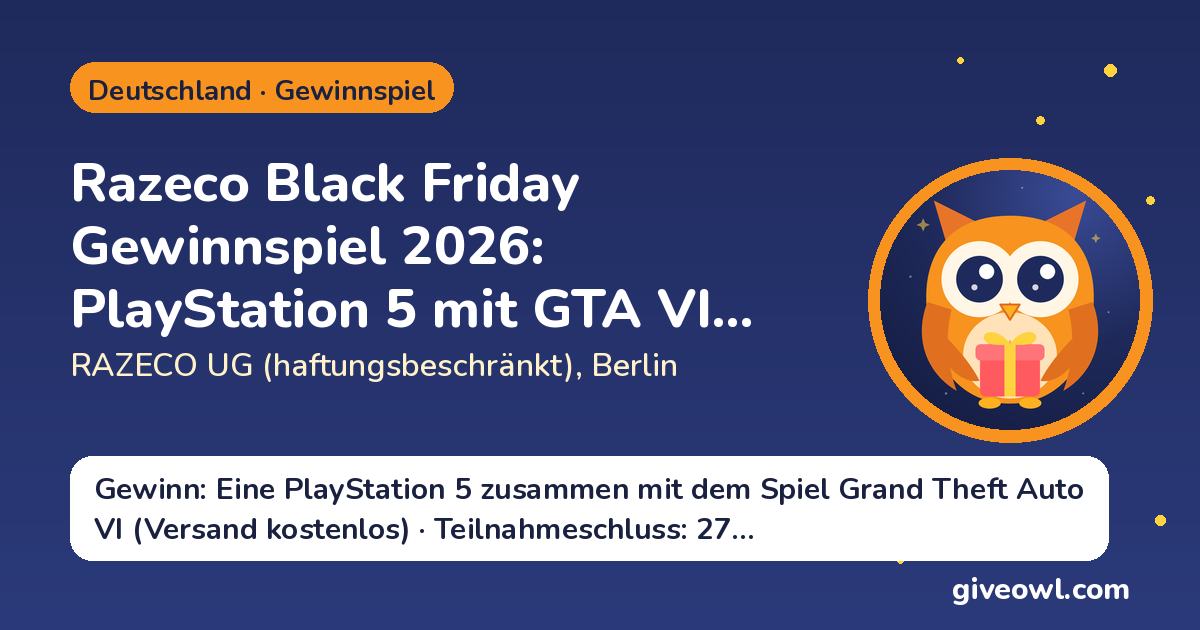 Deutschland · Gewinnspiel
Razeco Black Friday
Gewinnspiel 2026:
PlayStation 5 mit GTA VI...
RAZECO UG (haftungsbeschränkt), Berlin
Gewinn: Eine PlayStation 5 zusammen mit dem Spiel Grand Theft Auto
VI (Versand kostenlos) · Teilnahmeschluss: 27...
giveowl.com